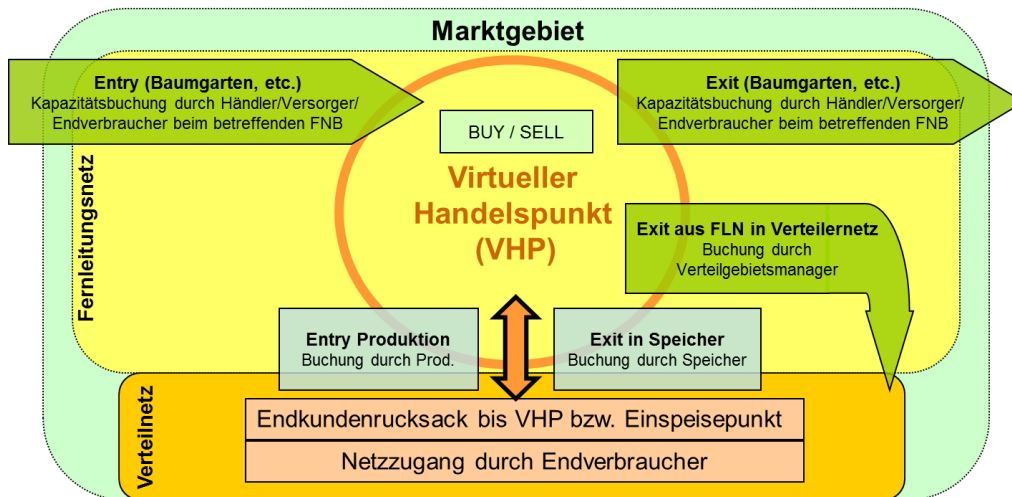 Marktgebiet
Entry (Baumgarten, etc.)
Kapazitätsbuchung durch Händler/Versorger/
Endverbraucher beim betreffenden FNB
Exit (Baumgarten, etc.)
Kapazitätsbuchung durch Händler/Versorger/
Endverbraucher beim betreffenden FNB
BUY / SELL
Virtueller
Handelspunkt
(VHP)
Fernleitungsnetz
Exit aus FLN in Verteilernetz
Buchung durch
Verteilgebietsmanager
Entry Produktion
Buchung durch Prod.
Exit in Speicher
Buchung durch Speicher
Verteilnetz
Endkundenrucksack bis VHP bzw. Einspeisepunkt
Netzzugang durch Endverbraucher